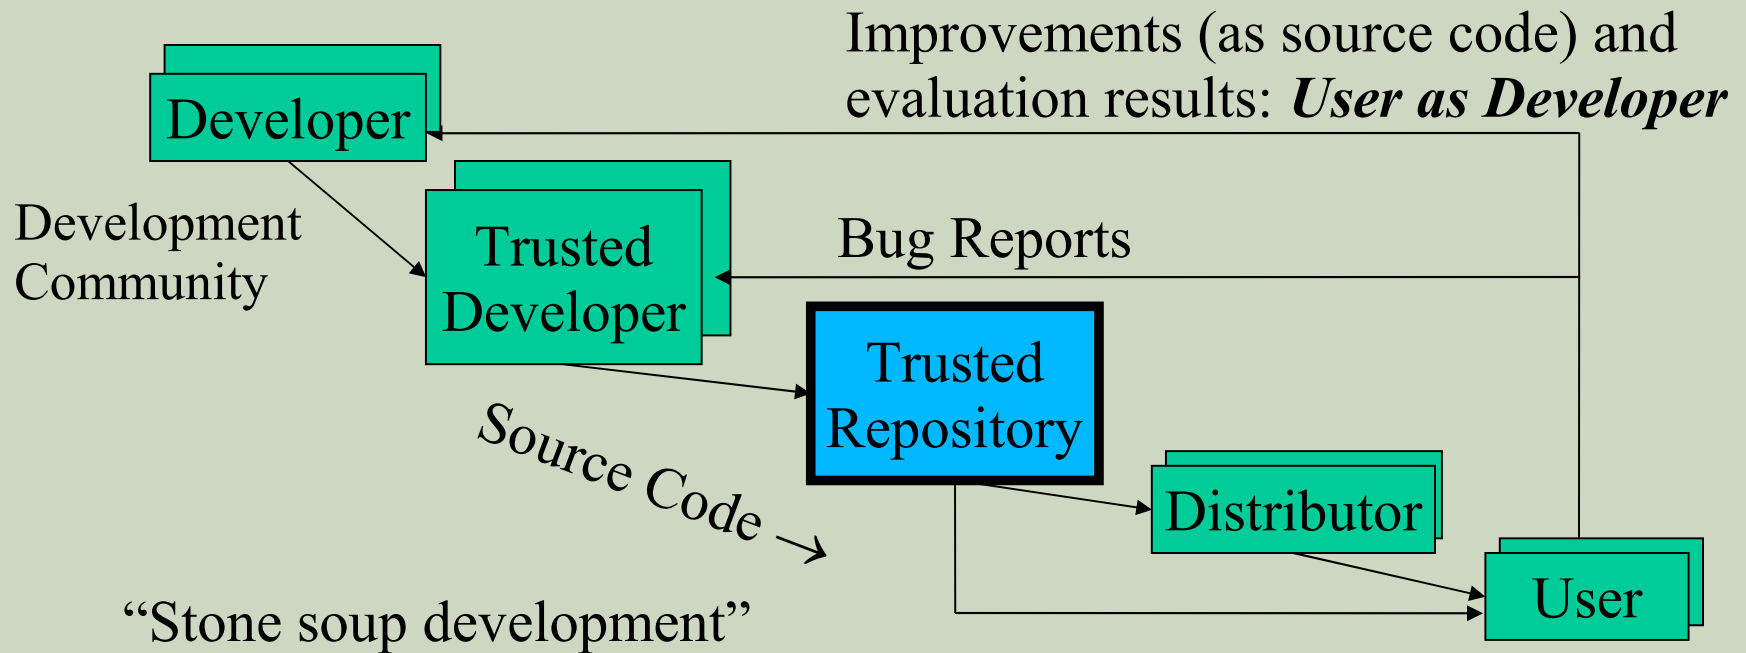 Improvements (as source code) and
evaluation results: User as Developer
Developer
Development
Community
Trusted
Developer
Bug Reports
Trusted
Repository
Source Code →
Distributor
User
“Stone soup development”